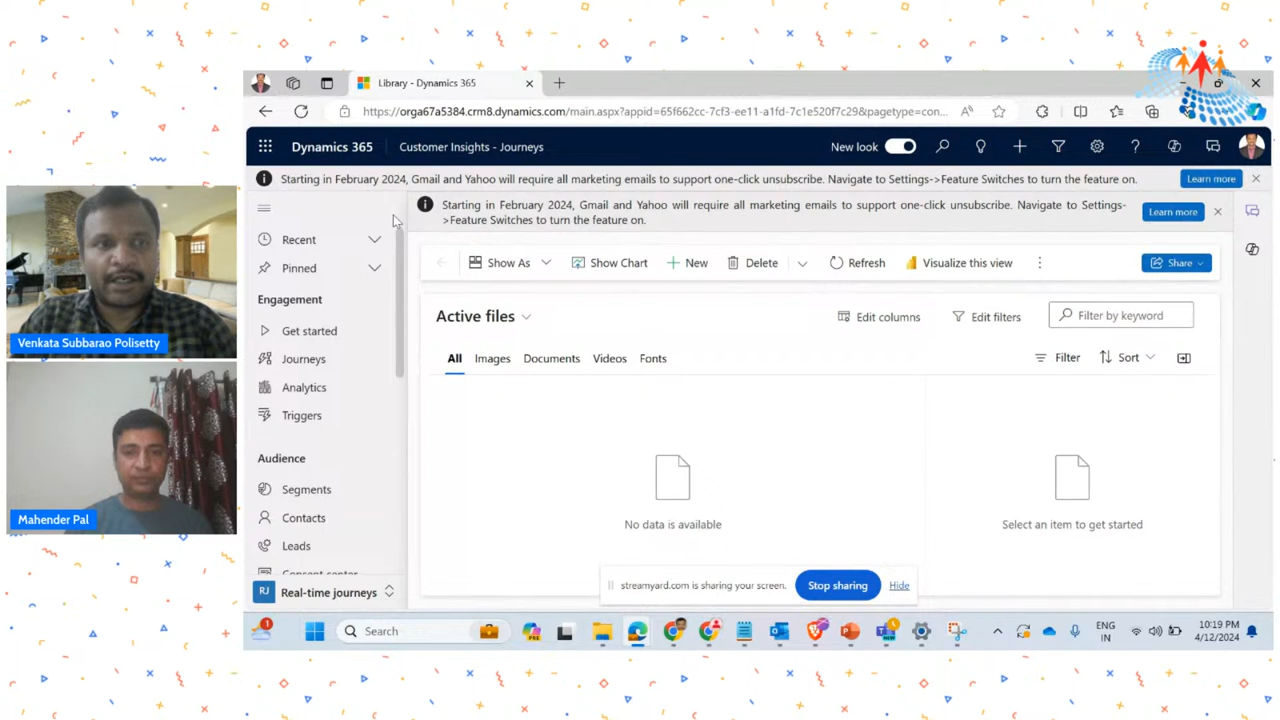 Library - Dynamics 365
https://orga67a5384.crm8.dynamics.com/main.aspx?appid=65f662cc-7cf3-ee11-a1fd-7c1e520f7c29&pagetype=con...
Dynamics 365
Customer Insights - Journeys
New look
Starting in February 2024, Gmail and Yahoo will require all marketing emails to support one-click unsubscribe. Navigate to Settings->Feature Switches to turn the feature on.
Learn more
Starting in February 2024, Gmail and Yahoo will require all marketing emails to support one-click unsubscribe. Navigate to Settings-
>Feature Switches to turn the feature on.
Learn more
Recent
Pinned
Engagement
Get started
Journeys
Analytics
Triggers
Audience
Segments
Contacts
Leads
Consent center
RJ
Real-time journeys
Show As
Show Chart
New
Delete
Refresh
Visualize this view
Share
Active files
Edit columns
Edit filters
Filter by keyword
All
Images
Documents
Videos
Fonts
Filter
Sort
No data is available
Select an item to get started
streamyard.com is sharing your screen.
Stop sharing
Hide
Venkata Subbarao Polisetty
Mahender Pal
1
Search
PRE
ENG
IN
10:19 PM
4/12/2024